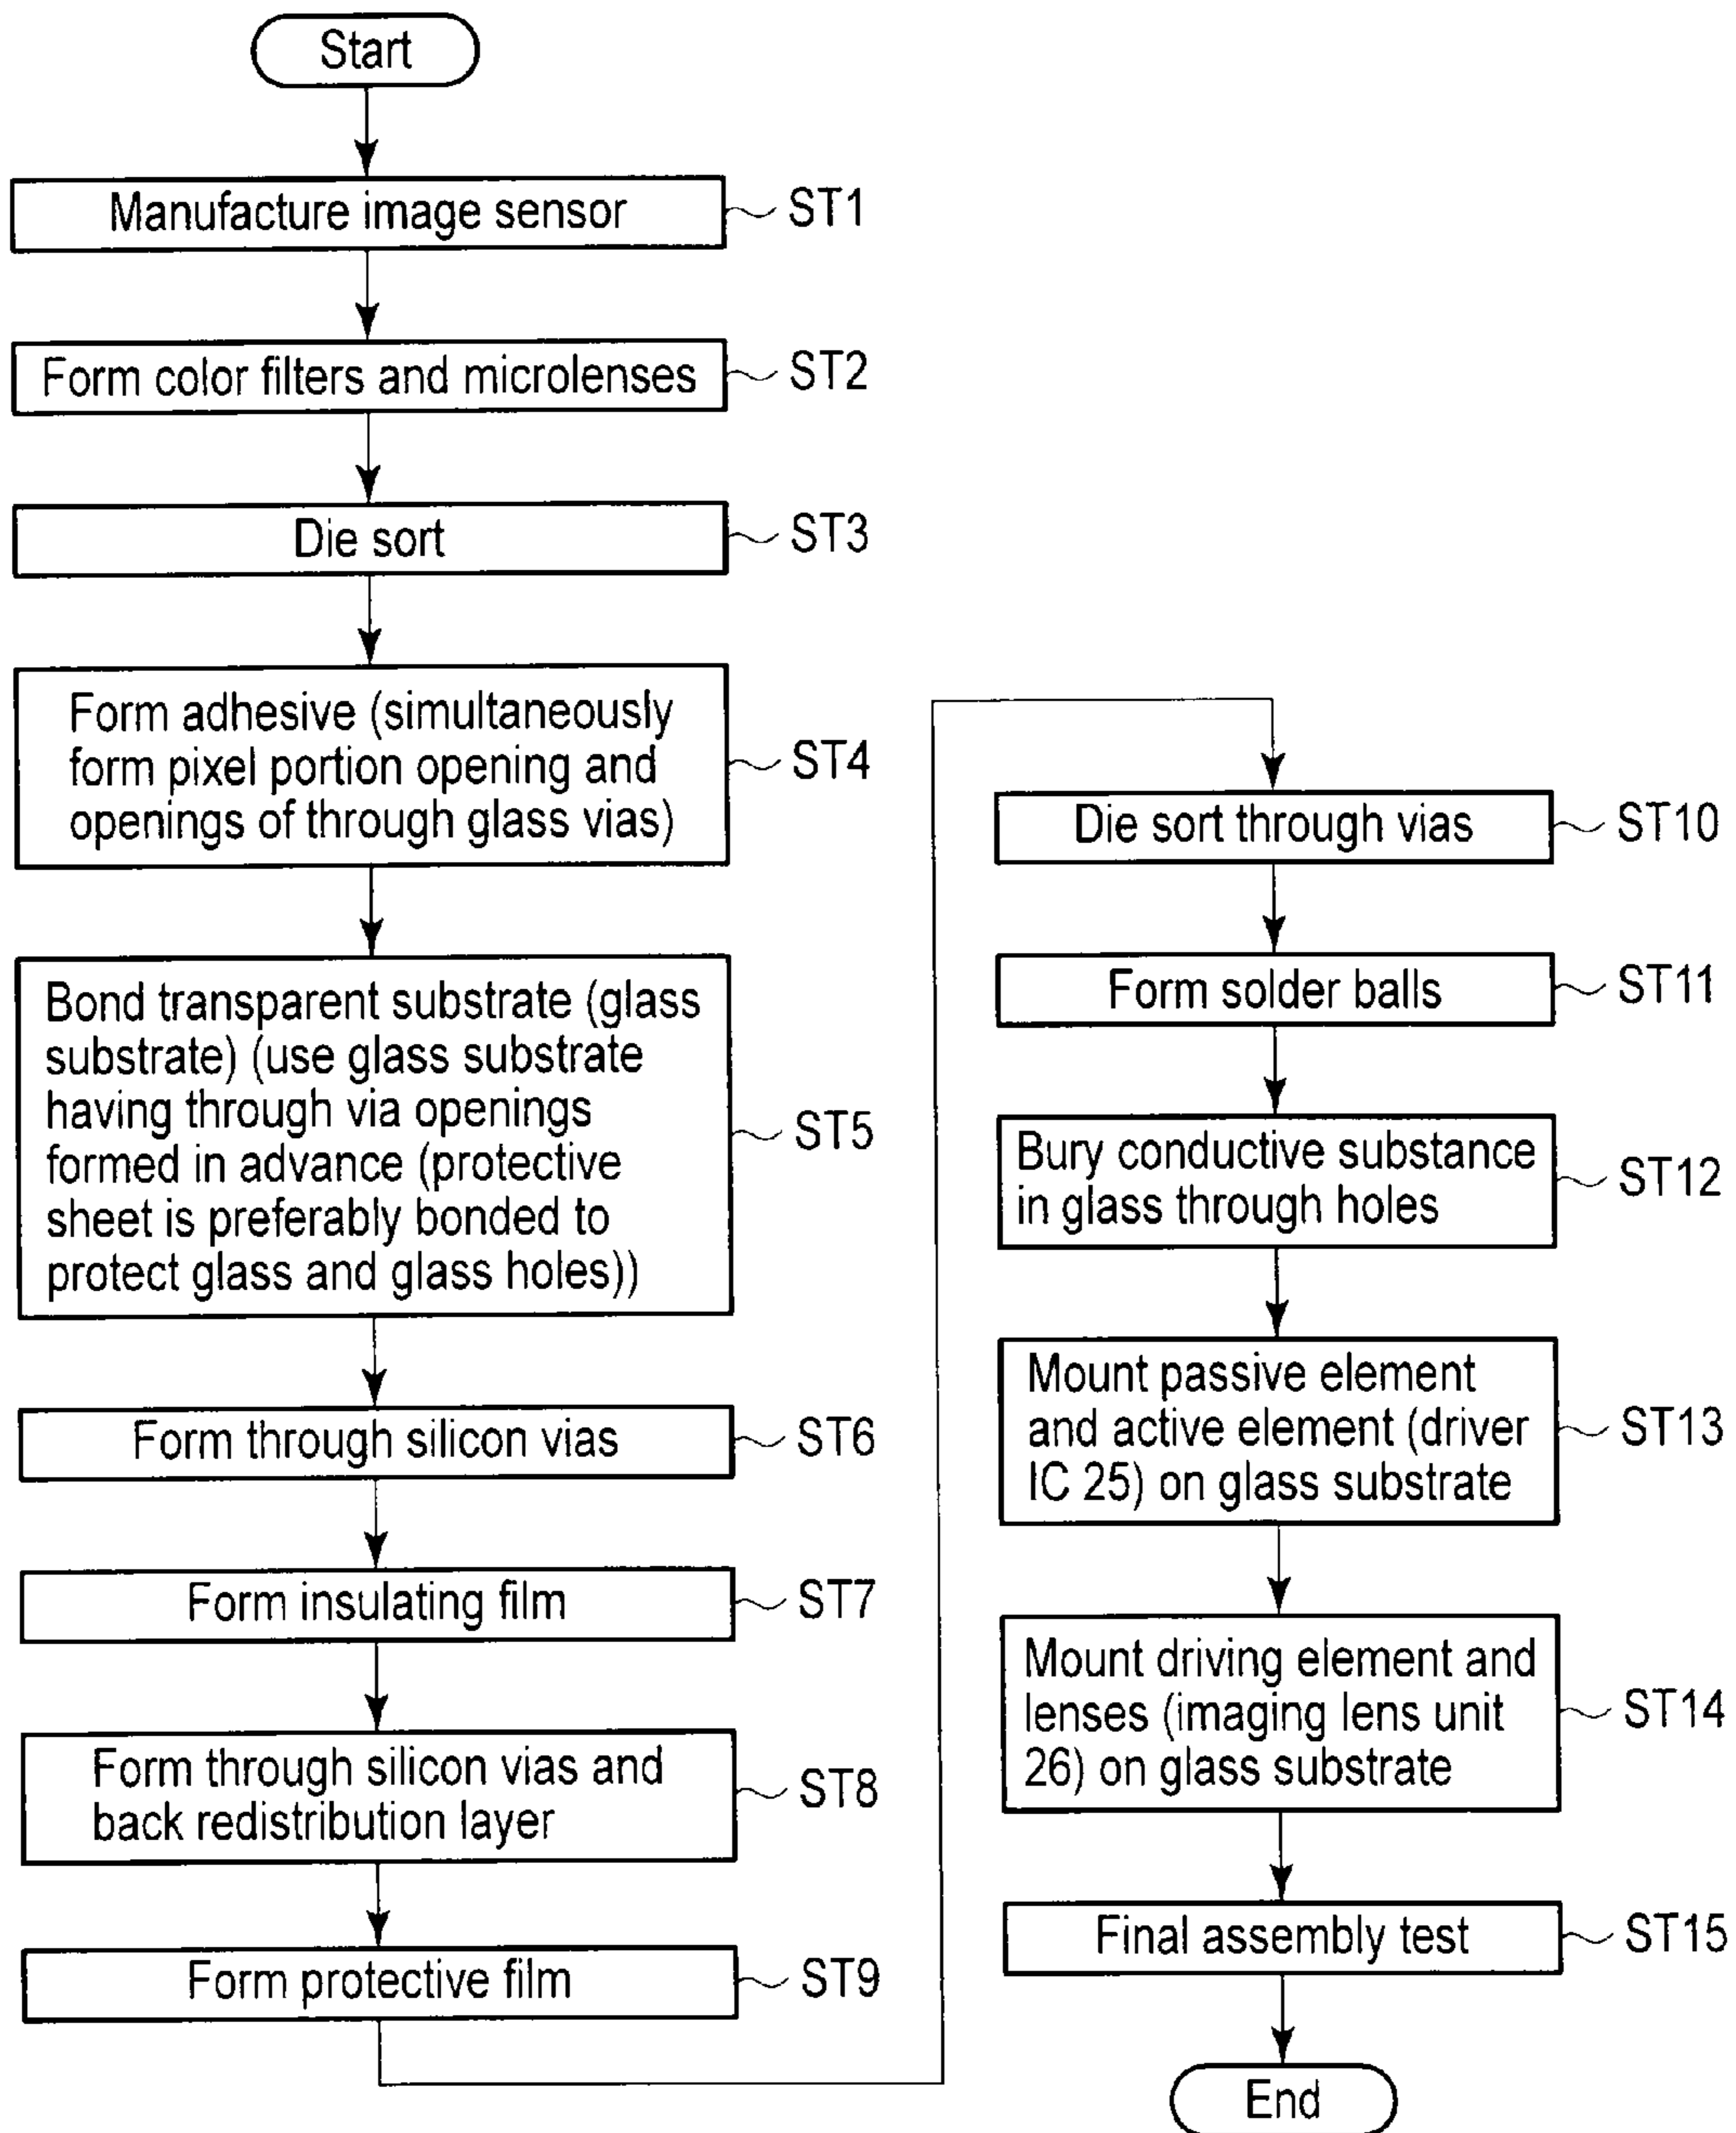 Start
Manufacture image sensor
ST1
Form color filters and microlenses
ST2
Die sort
ST3
Form adhesive (simultaneously
form pixel portion opening and
openings of through glass vias)
ST4
Bond transparent substrate (glass
substrate) (use glass substrate
having through via openings
formed in advance (protective
sheet is preferably bonded to
protect glass and glass holes))
ST5
Form through silicon vias
ST6
Form insulating film
ST7
Form through silicon vias and
back redistribution layer
ST8
Form protective film
ST9
Die sort through vias
ST10
Form solder balls
ST11
Bury conductive substance
in glass through holes
ST12
Mount passive element
and active element (driver
IC 25) on glass substrate
ST13
Mount driving element and
lenses (imaging lens unit
26) on glass substrate
ST14
Final assembly test
ST15
End